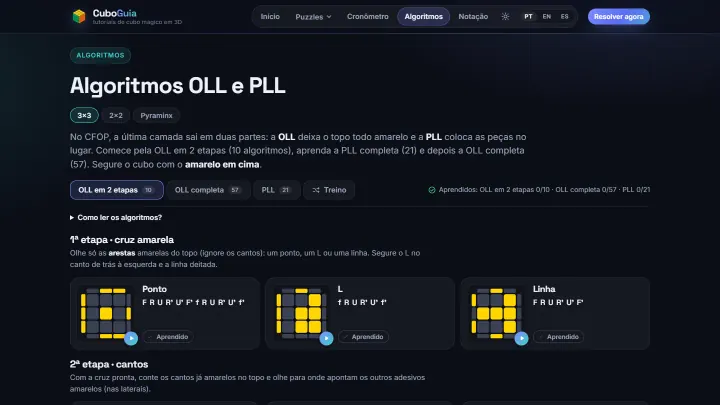 CuboGuia
tutoriais de cubo mágico em 3D
Início Puzzles Cronômetro Algoritmos Notação PT EN ES Resolver agora
ALGORITMOS
Algoritmos OLL e PLL
3×3 2×2 Pyraminx
No CFOP, a última camada sai em duas partes: a OLL deixa o topo todo amarelo e a PLL coloca as peças no
lugar. Comece pela OLL em 2 etapas (10 algoritmos), aprenda a PLL completa (21) e depois a OLL completa
(57). Segure o cubo com o amarelo em cima.
OLL em 2 etapas 10 OLL completa 57 PLL 21 Treino Aprendidos: OLL em 2 etapas 0/10 · OLL completa 0/57 · PLL 0/21
Como ler os algoritmos?
1ª etapa · cruz amarela
Olhe só as arestas amarelas do topo (ignore os cantos): um ponto, um L ou uma linha. Segure o L no
canto de trás à esquerda e a linha deitada.
Ponto
F R U R' U' F' f R U R' U' f'
Aprendido
L
f R U R' U' f'
Aprendido
Linha
F R U R' U' F'
Aprendido
2ª etapa · cantos
Com a cruz pronta, conte os cantos já amarelos no topo e olhe para onde apontam os outros adesivos
amarelos (nas laterais).